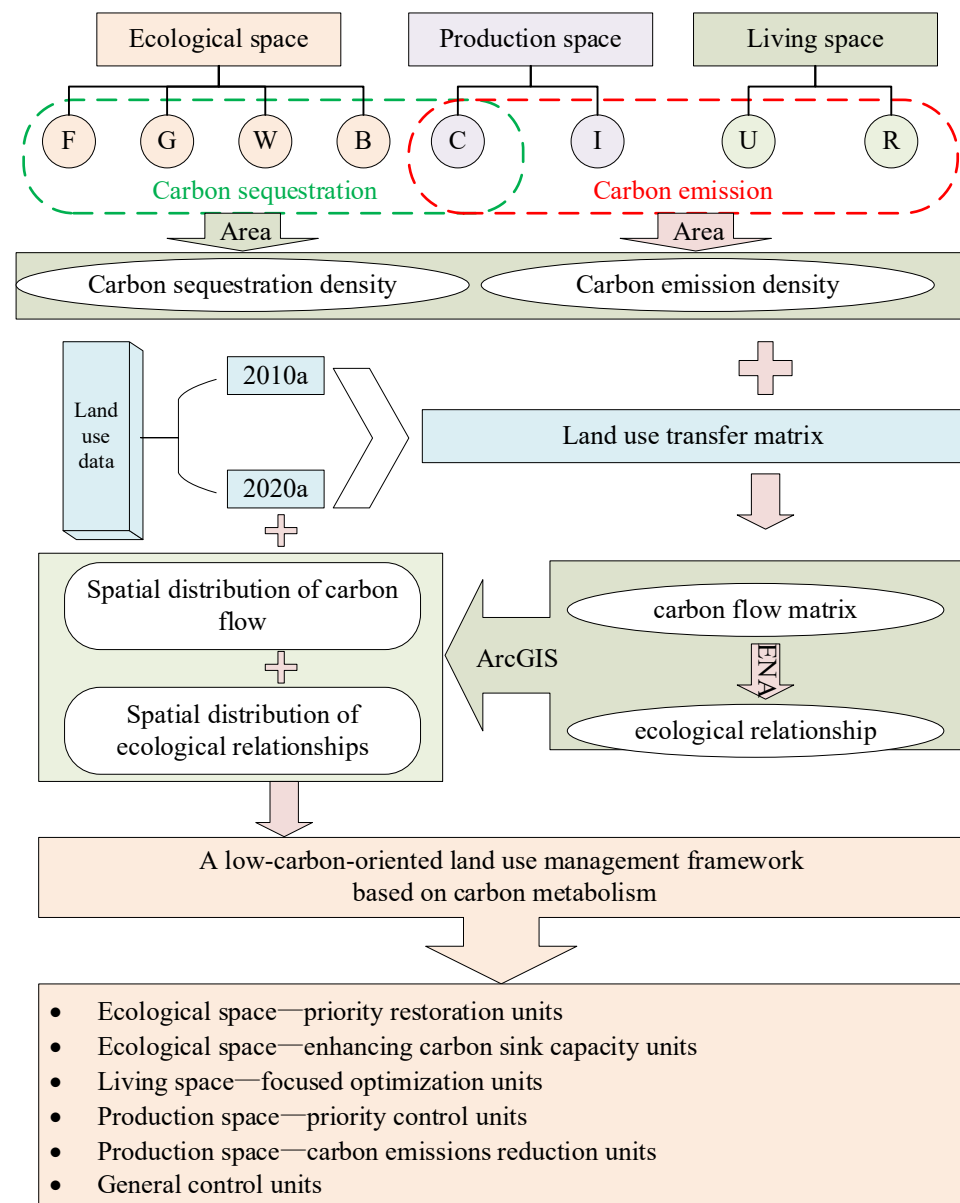 Ecological space
Production space
Living space
F
G
W
B
C
I
U
R
Carbon sequestration
Carbon emission
Area
Area
Carbon sequestration density
Carbon emission density
Land
use
data
2010a
2020a
Land use transfer matrix
Spatial distribution of carbon
flow
Spatial distribution of
ecological relationships
ArcGIS
carbon flow matrix
ENA
ecological relationship
A low-carbon-oriented land use management framework
based on carbon metabolism
• Ecological space—priority restoration units
• Ecological space—enhancing carbon sink capacity units
• Living space—focused optimization units
• Production space—priority control units
• Production space—carbon emissions reduction units
• General control units